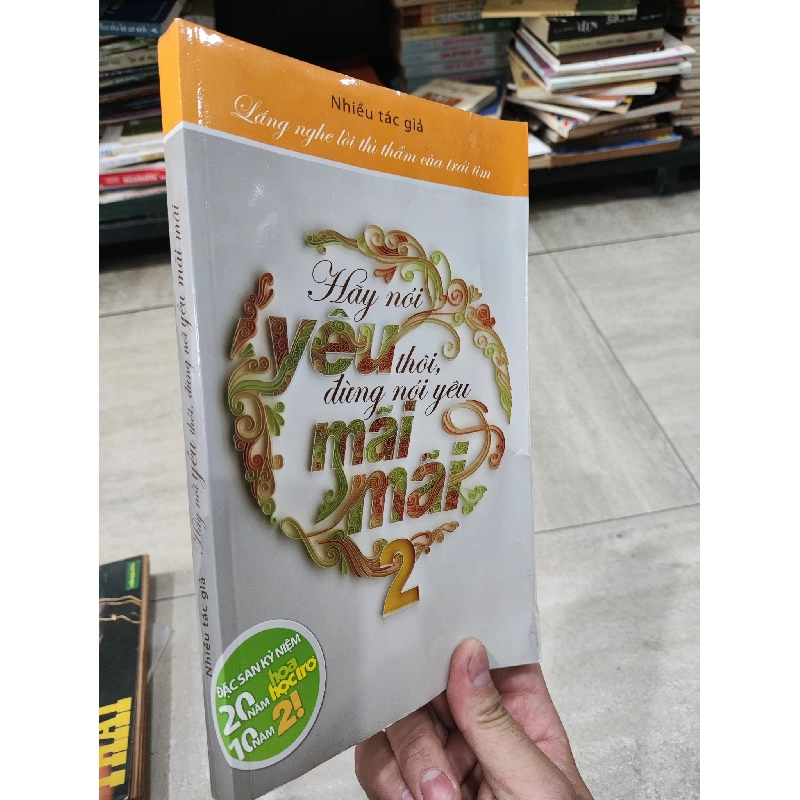 Nhiều tác giả
Lắng nghe lời thì thầm của trái tim
Hãy nói
yêu
thôi,
đừng nói yêu
mãi
mãi
2
Nhiều tác giả Hãy nói yêu thôi, đừng nói yêu mãi mãi
ĐẶC SAN KỶ NIỆM
20 NĂM hoa học trò
10 NĂM 2!